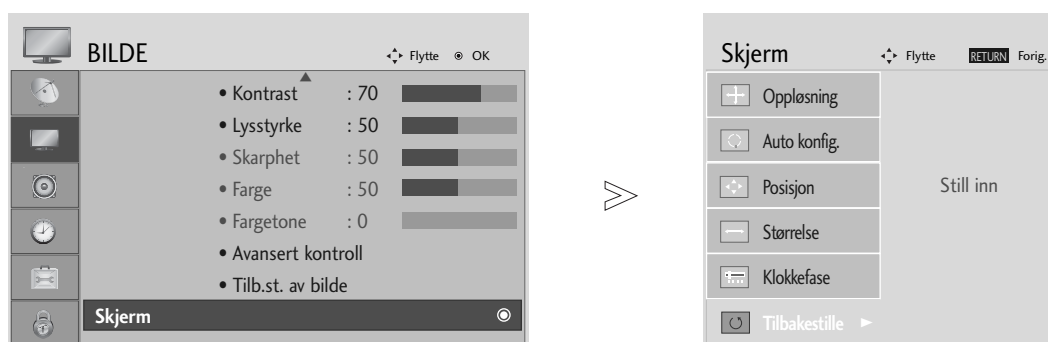 BILDE Flytte OK
• Kontrast : 70
• Lysstyrke : 50
• Skarphet : 50
• Farge : 50
• Fargetone : 0
• Avansert kontroll
• Tilb.st. av bilde
Skjerm
Skjerm Flytte RETURN Forig.
Oppløsning
Auto konfig.
Posisjon
Størrelse
Klokkefase
Tilbakestille
Still inn